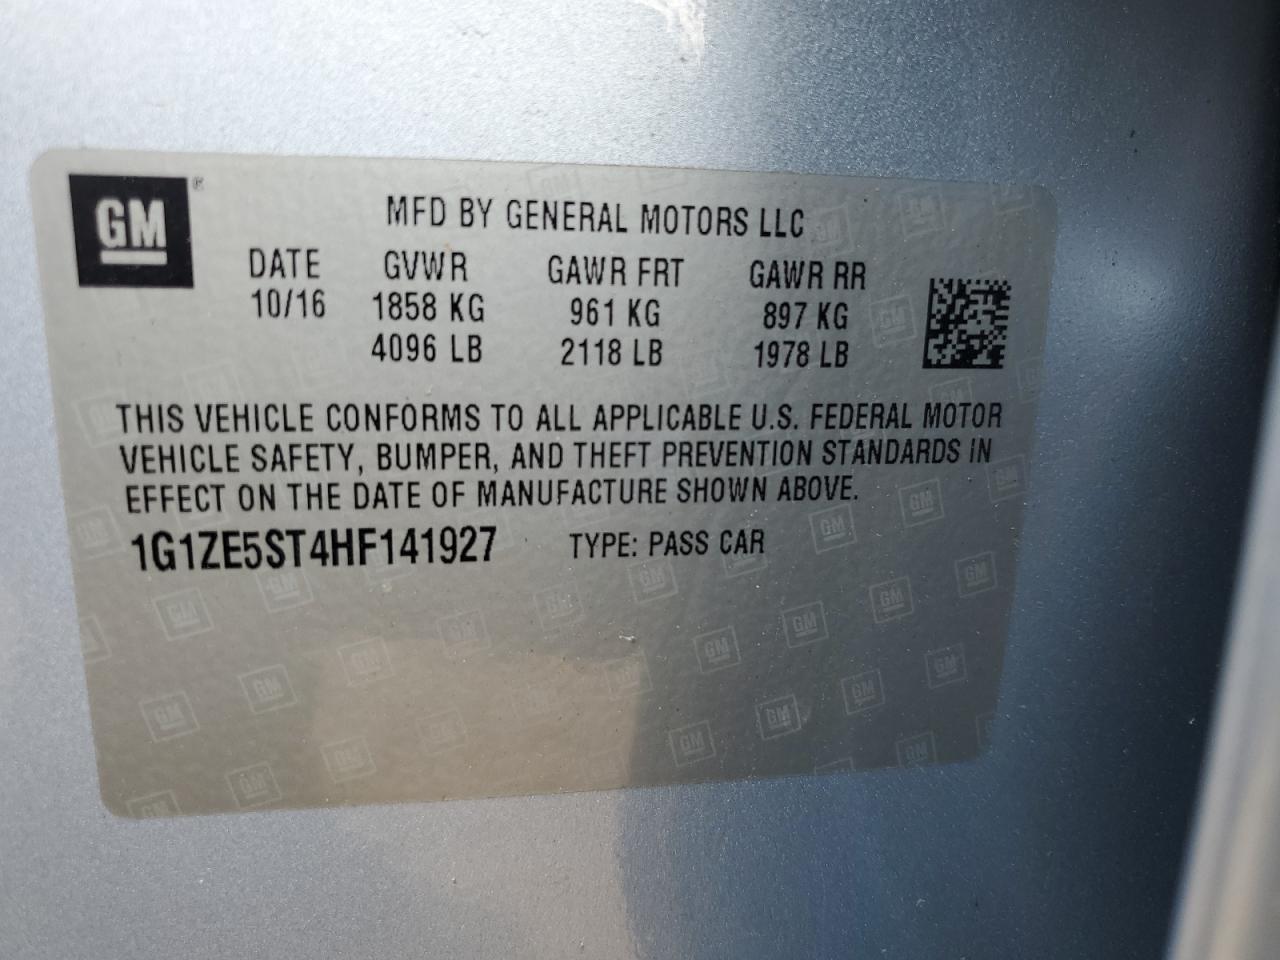 GM
MFD BY GENERAL MOTORS LLC
DATE GVWR GAWR FRT GAWR RR
10/16 1858 KG 961 KG 897 KG
4096 LB 2118 LB 1978 LB
THIS VEHICLE CONFORMS TO ALL APPLICABLE U.S. FEDERAL MOTOR
VEHICLE SAFETY, BUMPER, AND THEFT PREVENTION STANDARDS IN
EFFECT ON THE DATE OF MANUFACTURE SHOWN ABOVE.
1G1ZE5ST4HF141927 TYPE: PASS CAR